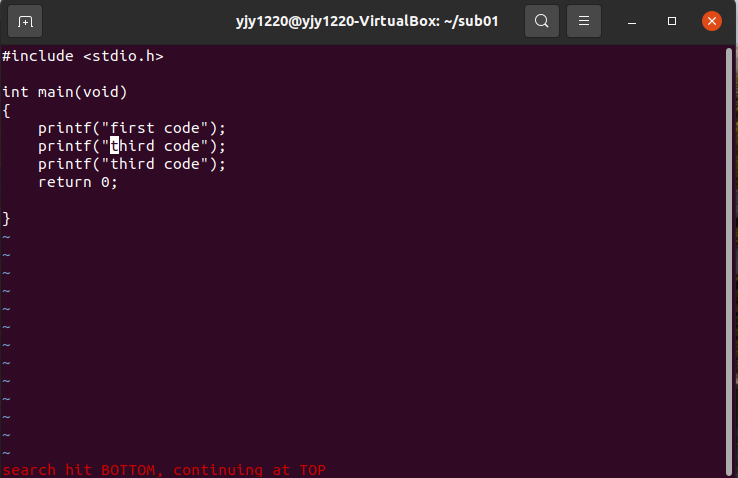 yjy1220@yjy1220-VirtualBox: ~/sub01
#include <stdio.h>
int main(void)
{
    printf("first code");
    printf("third code");
    printf("third code");
    return 0;
}
~
~
~
~
~
~
~
~
~
~
~
~
~
search hit BOTTOM, continuing at TOP